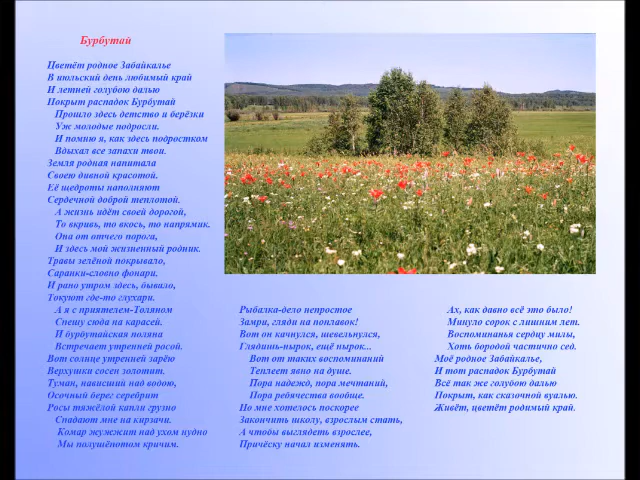 Бурбутай
Цветёт родное Забайкалье
В июльский день любимый край
И летней голубою далью
Покрыт распадок Бурбутай
Прошло здесь детство и берёзки
Уж молодые подросли.
И помню я, как здесь подростком
Вдыхал все запахи твои.
Земля родная напитала
Своею дивной красотой.
Её щедроты наполняют
Сердечной доброй теплотой.
А жизнь идёт своей дорогой,
То вкривь, то вкось, то напрямик.
Она от отчего порога,
И здесь мой жизненный родник.
Травы зелёной покрывало,
Саранки-словно фонари.
И рано утром здесь, бывало,
Токуют где-то глухари.
А я с приятелем-Толяном
Спешу сюда на карасей.
И бурбутайская поляна
Встречает утренней росой.
Вот солнце утренней зарёю
Верхушки сосен золотит.
Туман, нависший над водою,
Осочный берег серебрит
Росы тяжёлой капли грузно
Спадают мне на кирзачи.
Комар жужжит над ухом нудно
Мы полушёпотом кричим.
Рыбалка-дело непростое
Замри, гляди на поплавок!
Вот он качнулся, шевельнулся,
Глядишь-нырок, ещё нырок...
Вот от таких воспоминаний
Теплеет явно на душе.
Пора надежд, пора мечтаний,
Пора ребячества вообще.
Но мне хотелось поскорее
Закончить школу, взрослым стать,
А чтобы выглядеть взрослее,
Причёску начал изменять.
Ах, как давно всё это было!
Минуло сорок с лишним лет.
Воспоминанья сердцу милы,
Хоть бородой частично сед.
Моё родное Забайкалье,
И тот распадок Бурбутай
Всё так же голубою далью
Покрыт, как сказочной вуалью.
Живёт, цветёт родимый край.